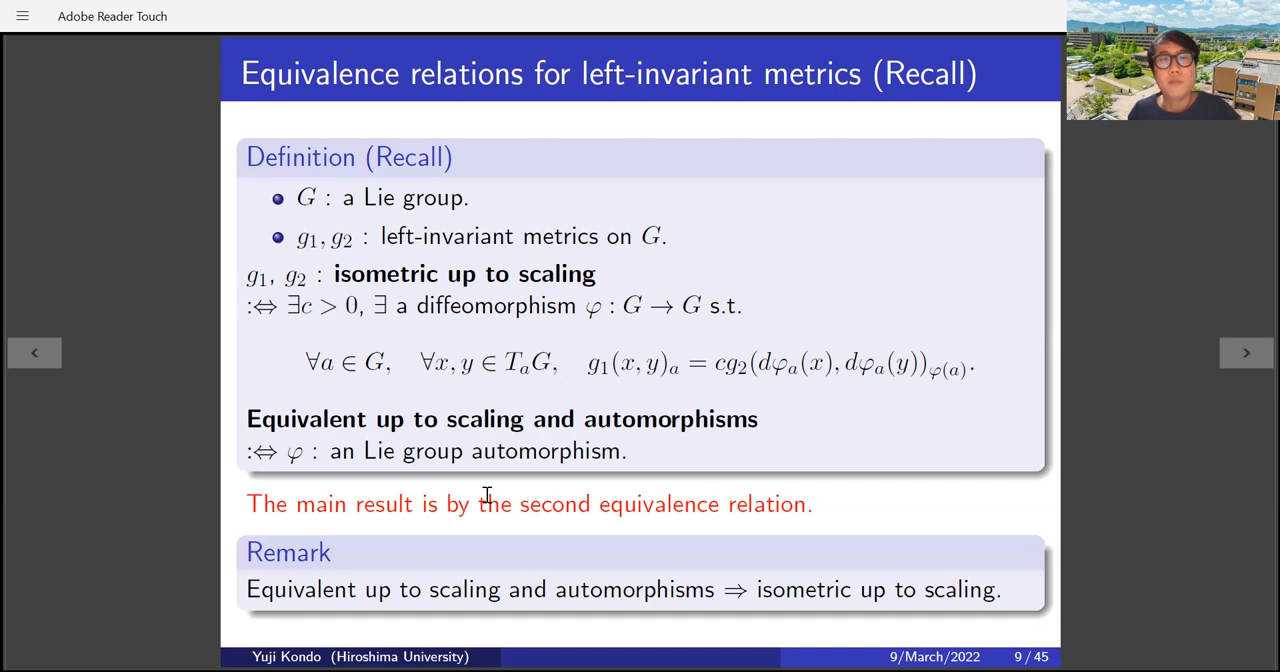 Adobe Reader Touch
Equivalence relations for left-invariant metrics (Recall)
Definition (Recall)
G : a Lie group.
g₁, g₂ : left-invariant metrics on G.
g₁, g₂ : isometric up to scaling
:⇔ ∃c > 0, ∃ a diffeomorphism φ : G → G s.t.
∀a ∈ G, ∀x, y ∈ TₐG, g₁(x, y)ₐ = cg₂(dφₐ(x), dφₐ(y))_φ(a).
Equivalent up to scaling and automorphisms
:⇔ φ : an Lie group automorphism.
The main result is by the second equivalence relation.
Remark
Equivalent up to scaling and automorphisms ⇒ isometric up to scaling.
Yuji Kondo (Hiroshima University) 9/March/2022 9 / 45